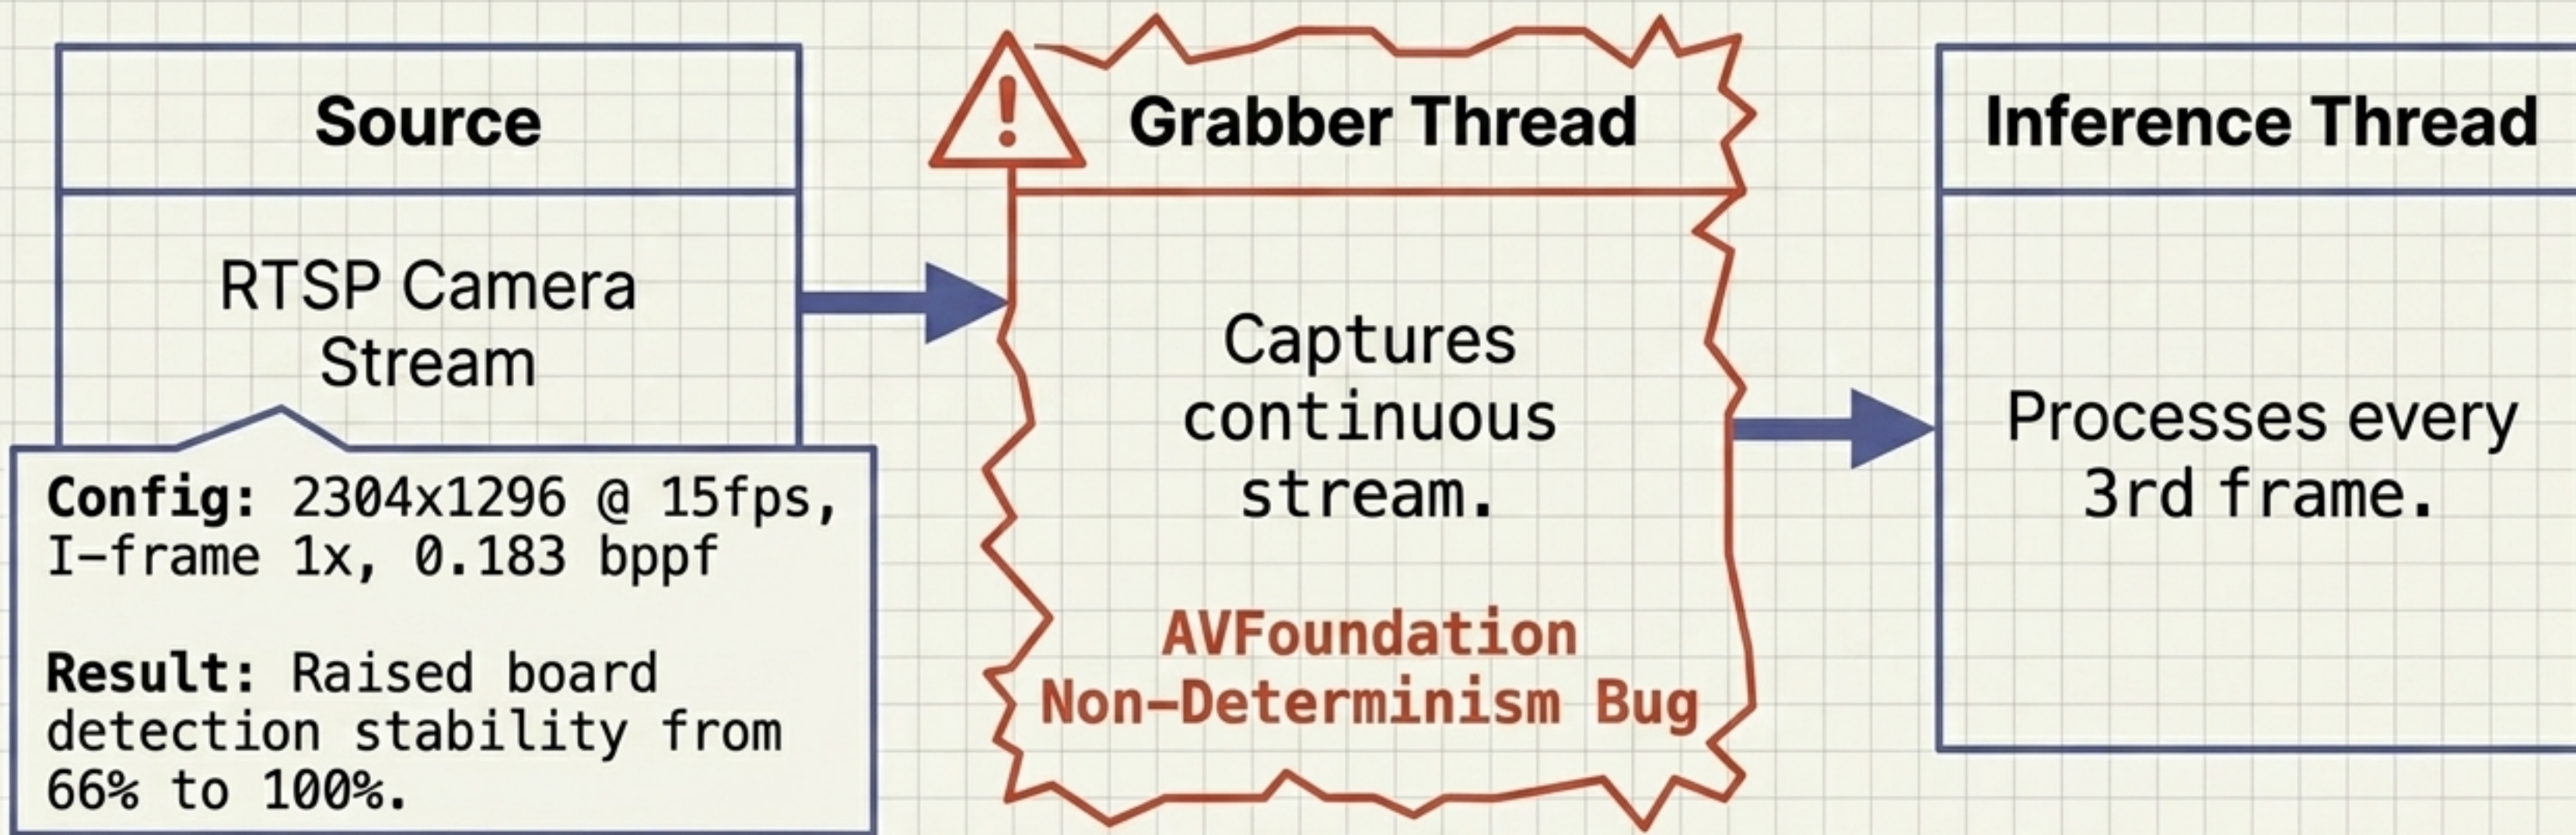 Source
RTSP Camera
Stream
Config: 2304x1296 @ 15fps,
I-frame 1x, 0.183 bppf
Result: Raised board
detection stability from
66% to 100%.
!
Grabber Thread
Captures
continuous
stream.
AVFoundation
Non-Determinism Bug
Inference Thread
Processes every
3rd frame.